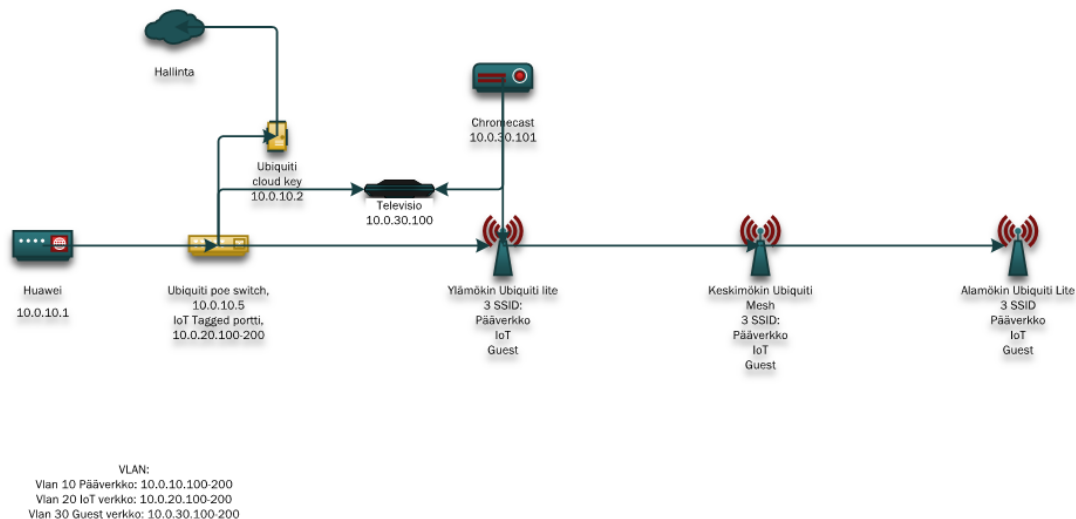 Hallinta
Chromecast
10.0.30.101
Ubiquiti
cloud key
10.0.10.2
Televisio
10.0.30.100
Huawei
10.0.10.1
Ubiquiti poe switch,
10.0.10.5
IoT Tagged portti,
10.0.20.100-200
Ylämökin Ubiquiti lite
3 SSID:
Pääverkko
IoT
Guest
Keskimökin Ubiquiti
Mesh
3 SSID:
Pääverkko
IoT
Guest
Alamökin Ubiquiti Lite
3 SSID
Pääverkko
IoT
Guest
VLAN:
Vlan 10 Pääverkko: 10.0.10.100-200
Vlan 20 IoT verkko: 10.0.20.100-200
Vlan 30 Guest verkko: 10.0.30.100-200